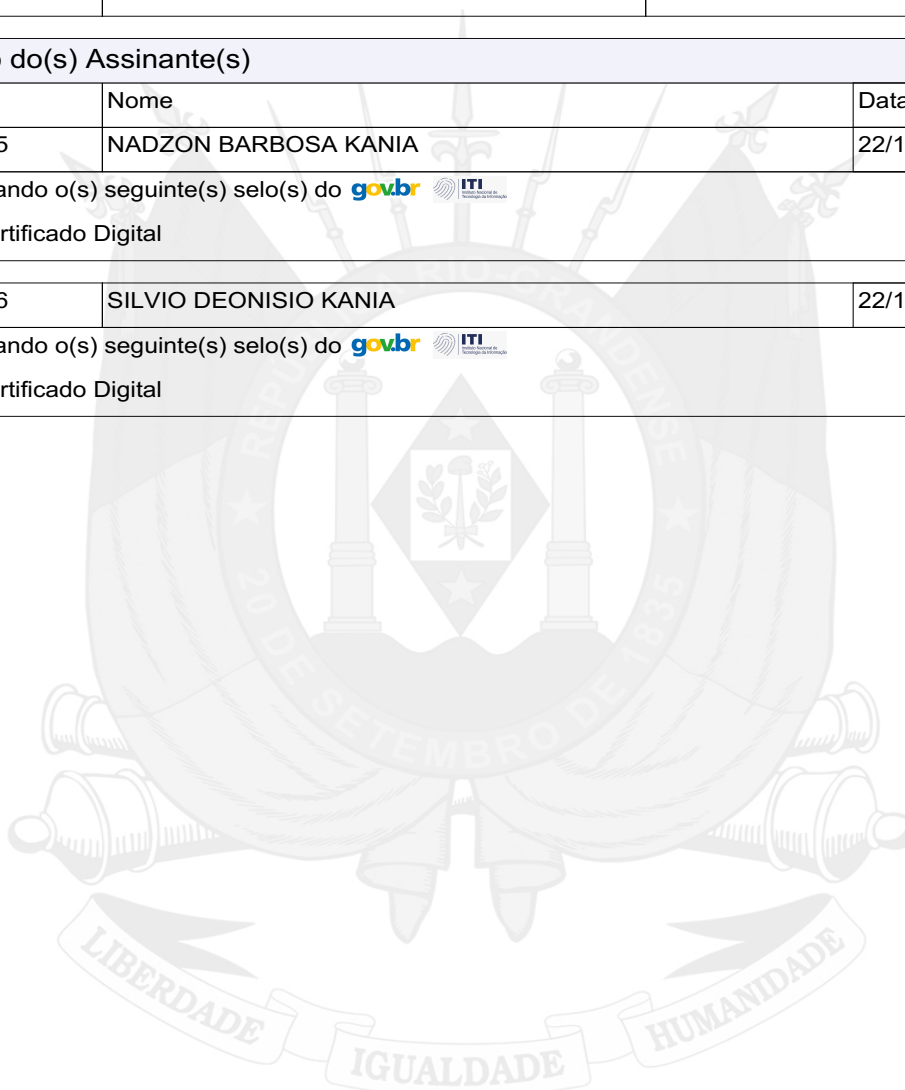 o do(s) Assinante(s)
Nome Data
5 NADZON BARBOSA KANIA 22/1
ando o(s) seguinte(s) selo(s) do gov.br ITI
rtificado Digital
6 SILVIO DEONISIO KANIA 22/1
ando o(s) seguinte(s) selo(s) do gov.br ITI
rtificado Digital
REPÚBLICA RIO-GRANDENSE
20 DE SETEMBRO DE 1835
LIBERDADE
IGUALDADE
HUMANIDADE